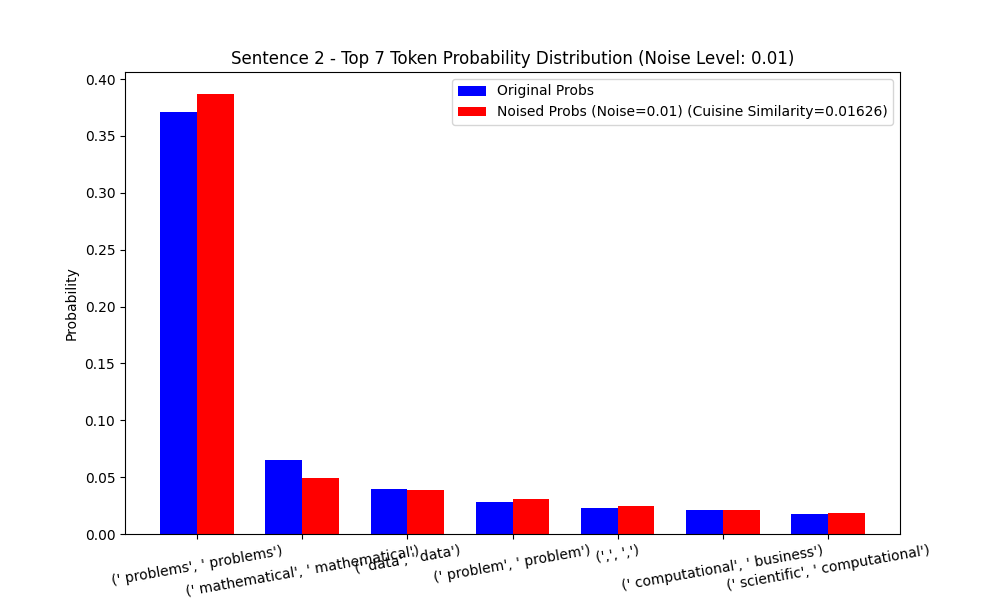 Sentence 2 - Top 7 Token Probability Distribution (Noise Level: 0.01)
Original Probs
Noised Probs (Noise=0.01) (Cuisine Similarity=0.01626)
Probability
0.40
0.35
0.30
0.25
0.20
0.15
0.10
0.05
0.00
(' problems', ' problems')
(' mathematical', ' mathematical')
(' data', ' data')
(' problem', ' problem')
(',', ',')
(' computational', ' business')
(' scientific', ' computational')